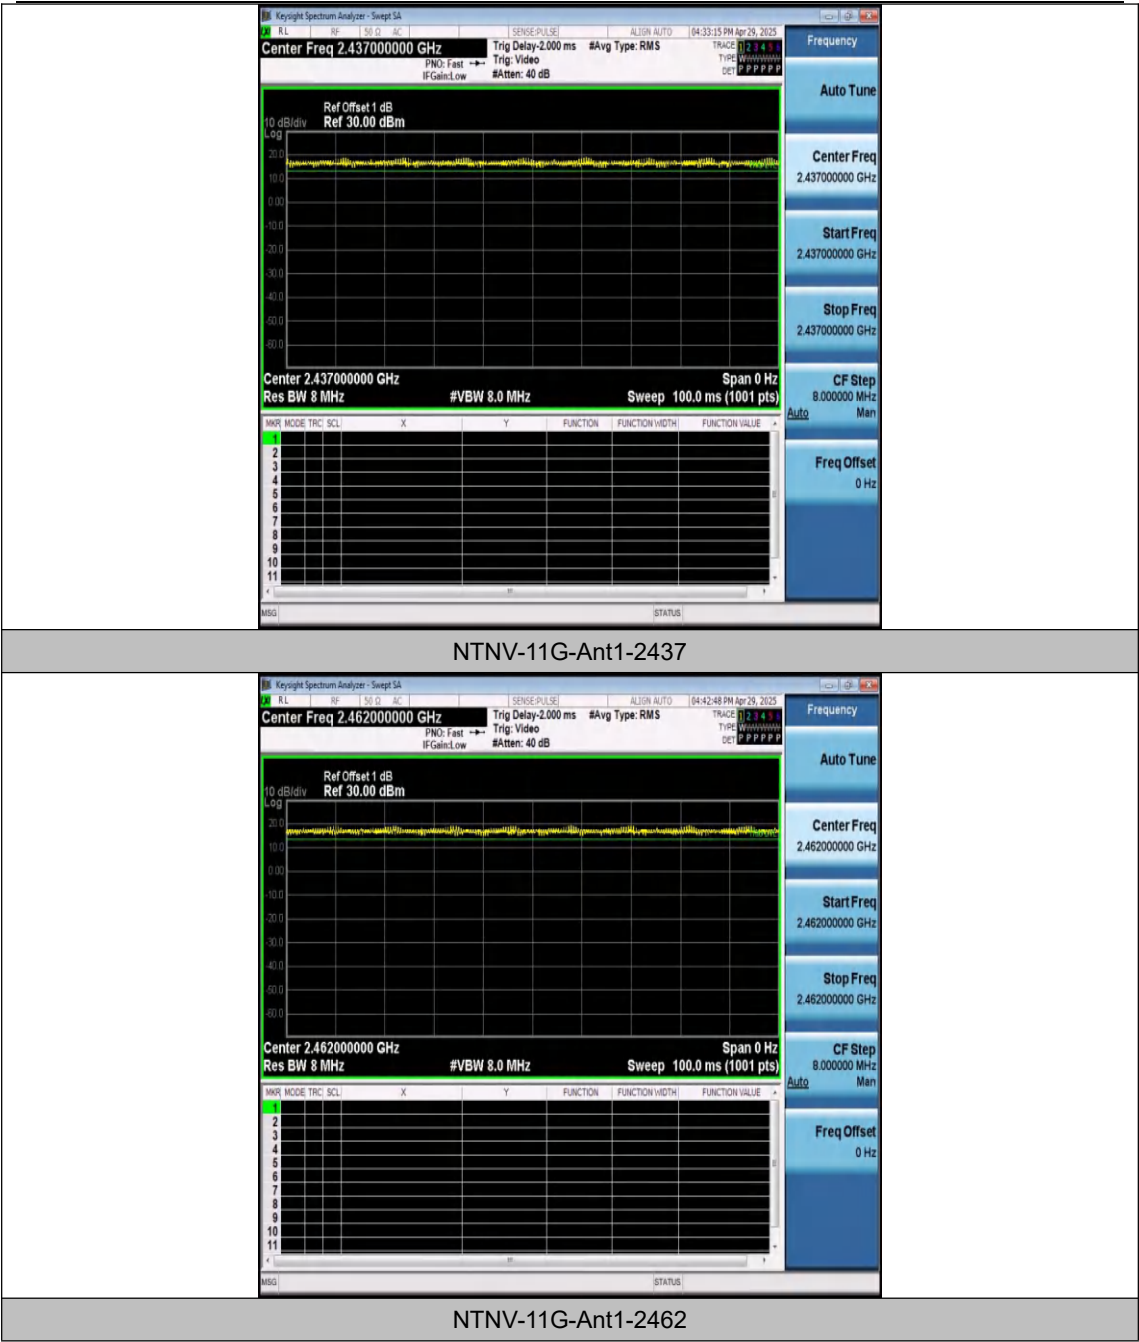 Keysight Spectrum Analyzer - Swept SA
RL RF 50 Ω AC SENSE:PULSE ALIGN AUTO 04:33:15 PM Apr 29, 2025
Center Freq 2.437000000 GHz
PNO: Fast
IFGain:Low
Trig Delay-2.000 ms
Trig: Video
#Atten: 40 dB
#Avg Type: RMS
TRACE 1 2 3 4 5 6
TYPE
DET P P P P P P
Ref Offset 1 dB
10 dB/div Ref 30.00 dBm
Log
20.0
10.0
0.00
-10.0
-20.0
-30.0
-40.0
-50.0
-60.0
Center 2.437000000 GHz Span 0 Hz
Res BW 8 MHz #VBW 8.0 MHz Sweep 100.0 ms (1001 pts)
MKR MODE TRC SCL X Y FUNCTION FUNCTION WIDTH FUNCTION VALUE
1
2
3
4
5
6
7
8
9
10
11
MSG STATUS
Frequency
Auto Tune
Center Freq
2.437000000 GHz
Start Freq
2.437000000 GHz
Stop Freq
2.437000000 GHz
CF Step
8.000000 MHz
Auto Man
Freq Offset
0 Hz
NTNV-11G-Ant1-2437
Keysight Spectrum Analyzer - Swept SA
RL RF 50 Ω AC SENSE:PULSE ALIGN AUTO 04:42:48 PM Apr 29, 2025
Center Freq 2.462000000 GHz
PNO: Fast
IFGain:Low
Trig Delay-2.000 ms
Trig: Video
#Atten: 40 dB
#Avg Type: RMS
TRACE 1 2 3 4 5 6
TYPE
DET P P P P P P
Ref Offset 1 dB
10 dB/div Ref 30.00 dBm
Log
20.0
10.0
0.00
-10.0
-20.0
-30.0
-40.0
-50.0
-60.0
Center 2.462000000 GHz Span 0 Hz
Res BW 8 MHz #VBW 8.0 MHz Sweep 100.0 ms (1001 pts)
MKR MODE TRC SCL X Y FUNCTION FUNCTION WIDTH FUNCTION VALUE
1
2
3
4
5
6
7
8
9
10
11
MSG STATUS
Frequency
Auto Tune
Center Freq
2.462000000 GHz
Start Freq
2.462000000 GHz
Stop Freq
2.462000000 GHz
CF Step
8.000000 MHz
Auto Man
Freq Offset
0 Hz
NTNV-11G-Ant1-2462